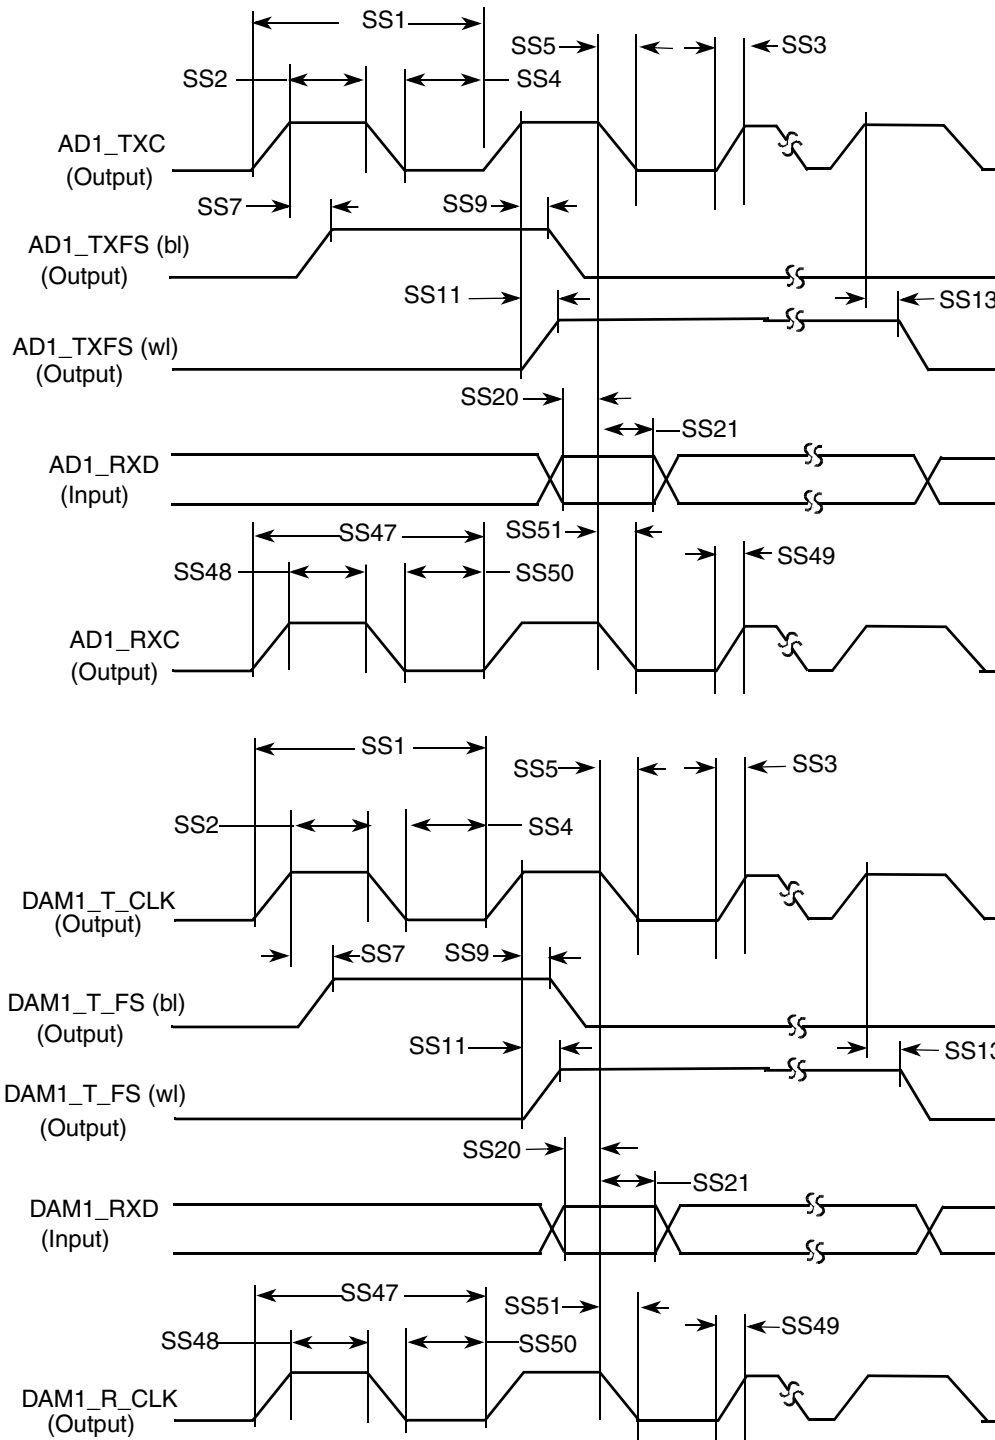 SS1
SS5
SS3
SS2
SS4
AD1_TXC
(Output)
SS7
SS9
AD1_TXFS (bl)
(Output)
SS11
SS13
AD1_TXFS (wl)
(Output)
SS20
SS21
AD1_RXD
(Input)
SS47
SS51
SS49
SS48
SS50
AD1_RXC
(Output)
SS1
SS5
SS3
SS2
SS4
DAM1_T_CLK
(Output)
SS7
SS9
DAM1_T_FS (bl)
(Output)
SS11
SS13
DAM1_T_FS (wl)
(Output)
SS20
SS21
DAM1_RXD
(Input)
SS47
SS51
SS49
SS48
SS50
DAM1_R_CLK
(Output)